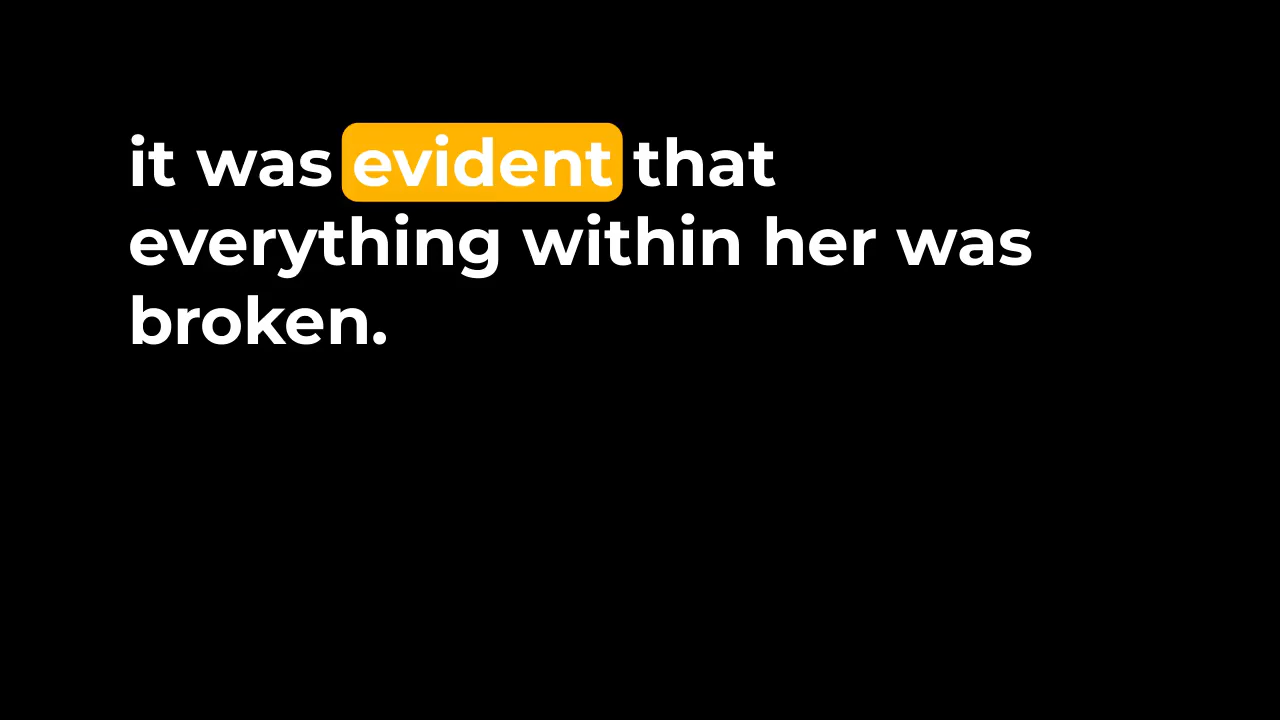 it was evident that
everything within her was
broken.